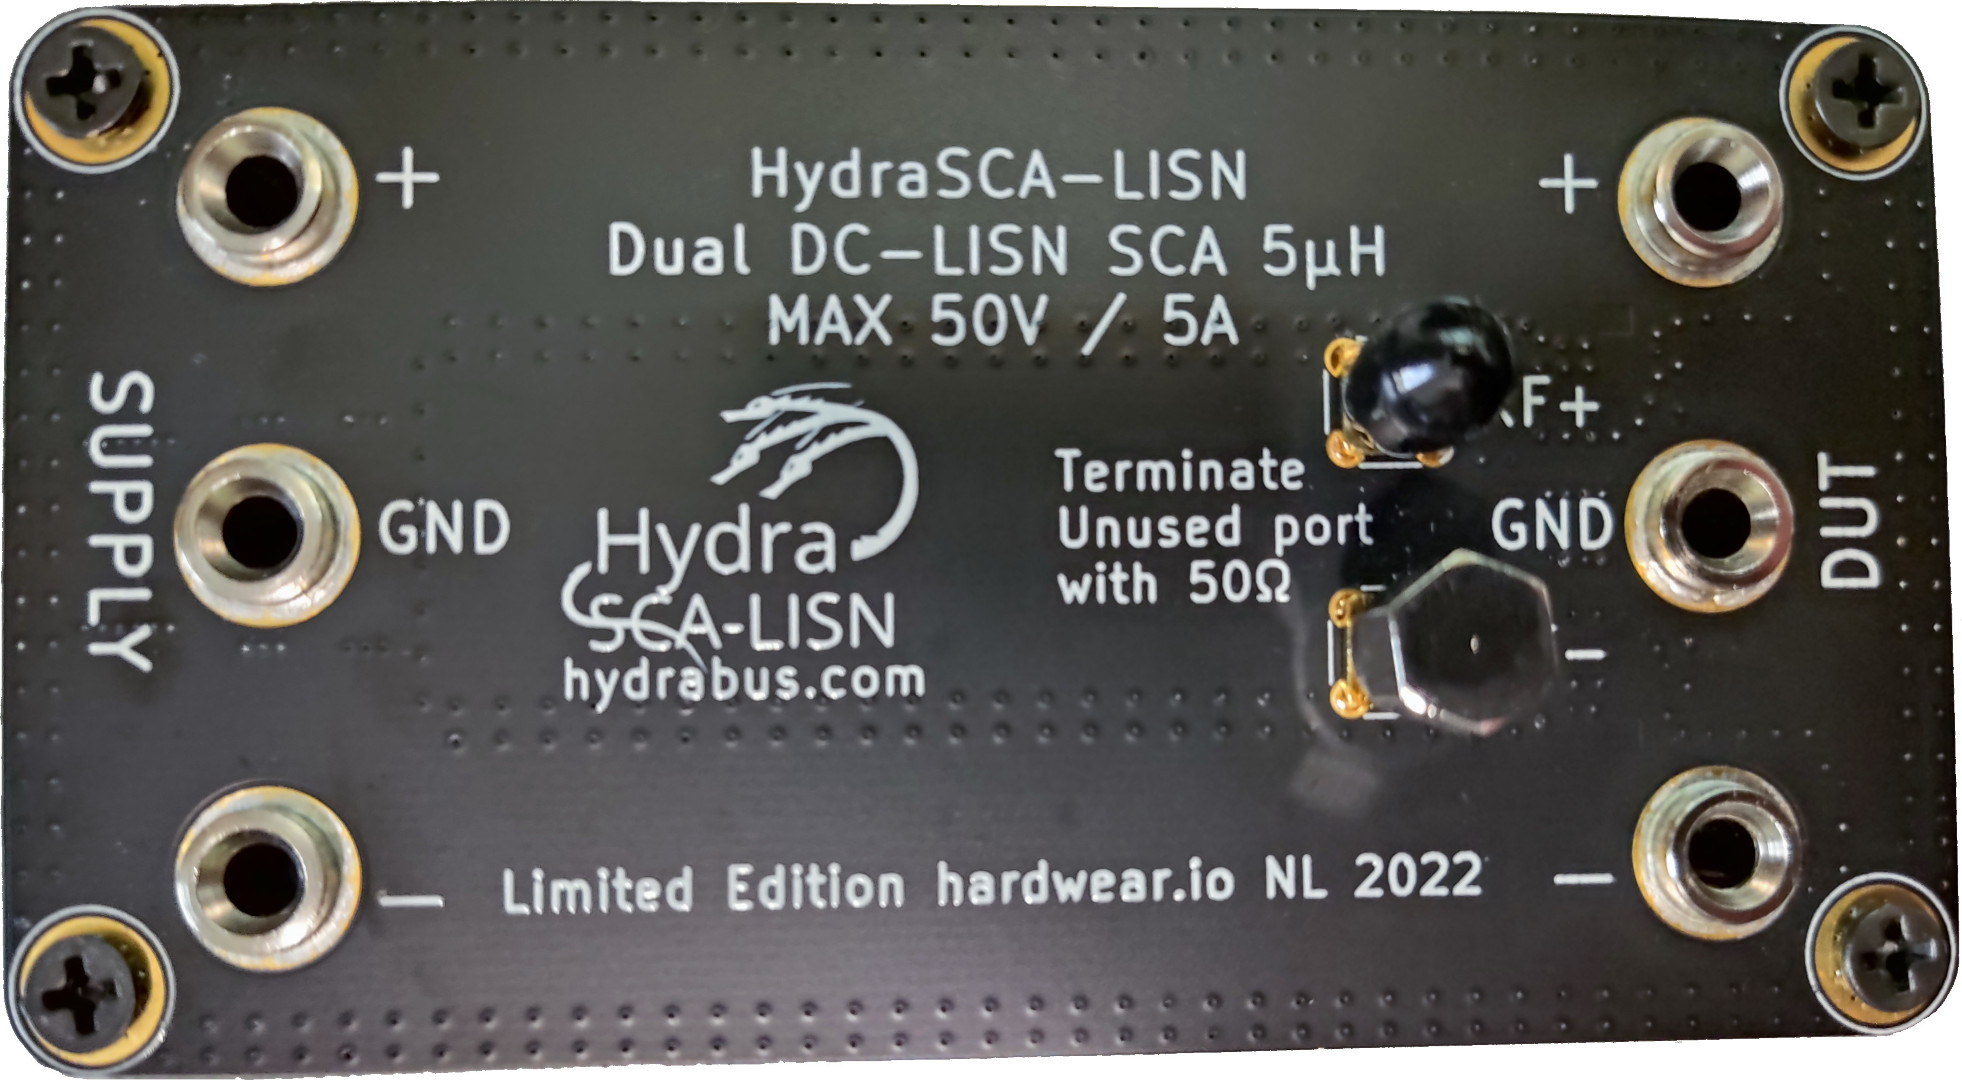 HydraSCA-LISN
Dual DC-LISN SCA 5µH
MAX 50V / 5A
+
+
SUPPLY
F+
Terminate
Unused port
with 50Ω
GND
GND
DUT
Hydra
SCA-LISN
hydrabus.com
-
-
-
Limited Edition hardwear.io NL 2022